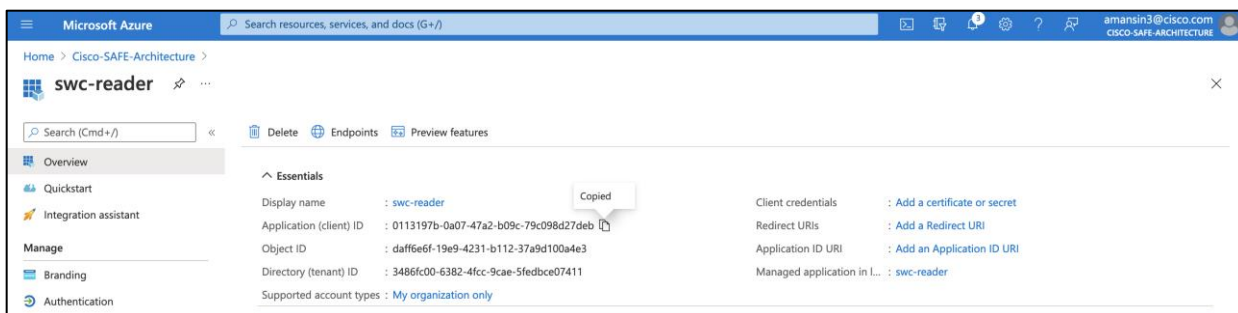 Microsoft Azure
Search resources, services, and docs (G+/)
3
amansin3@cisco.com
CISCO-SAFE-ARCHITECTURE
Home > Cisco-SAFE-Architecture >
swc-reader
Search (Cmd+/)
Delete
Endpoints
Preview features
Overview
Quickstart
Integration assistant
Manage
Branding
Authentication
Essentials
Copied
Display name : swc-reader
Application (client) ID : 0113197b-0a07-47a2-b09c-79c098d27deb
Object ID : daff6e6f-19e9-4231-b112-37a9d100a4e3
Directory (tenant) ID : 3486fc00-6382-4fcc-9cae-5fedbce07411
Supported account types : My organization only
Client credentials : Add a certificate or secret
Redirect URIs : Add a Redirect URI
Application ID URI : Add an Application ID URI
Managed application in l... : swc-reader